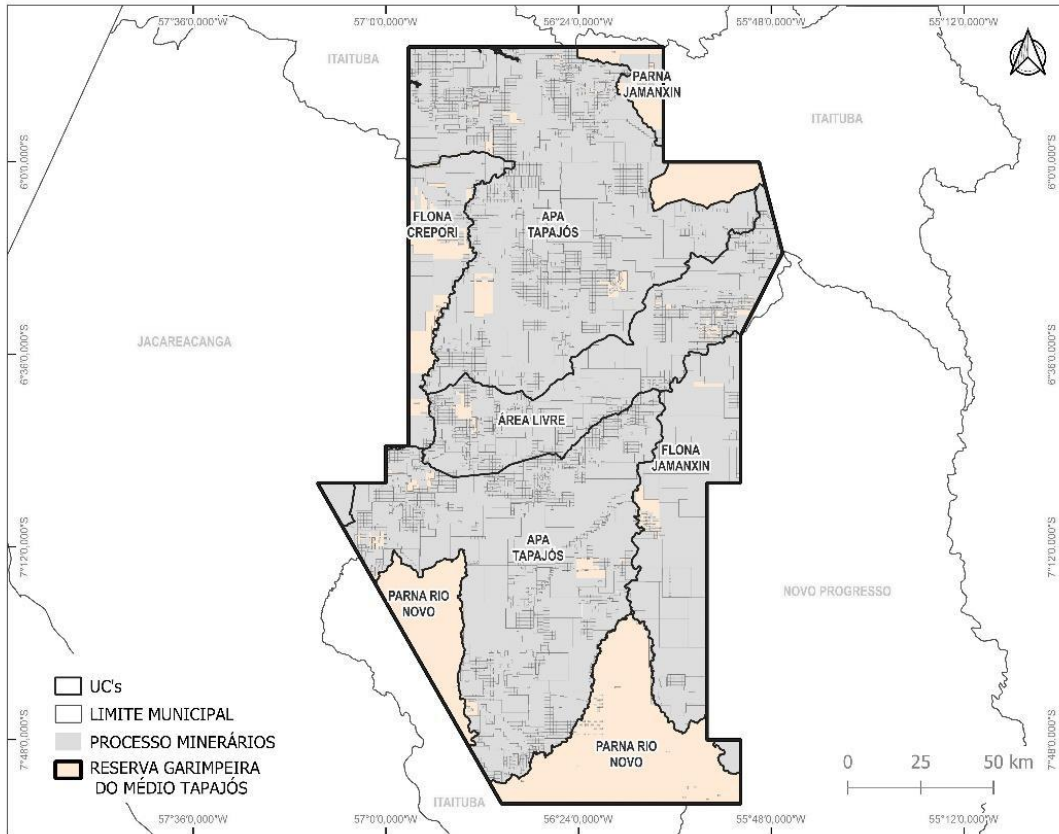 57°36'0,000"W 57°0'0,000"W 56°24'0,000"W 55°48'0,000"W 55°12'0,000"W
ITAITUBA
PARNA
JAMANXIN
ITAITUBA
6°0'0,000"S 6°0'0,000"S
FLONA
CREPORI
APA
TAPAJÓS
JACAREACANGA
6°36'0,000"S 6°36'0,000"S
ÁREA LIVRE
FLONA
JAMANXIN
APA
TAPAJÓS
7°12'0,000"S 7°12'0,000"S
PARNA RIO
NOVO
NOVO PROGRESSO
UC's
LIMITE MUNICIPAL
PROCESSO MINERÁRIOS
RESERVA GARIMPEIRA
DO MÉDIO TAPAJÓS
7°48'0,000"S 7°48'0,000"S
PARNA RIO
NOVO
0 25 50 km
ITAITUBA
57°36'0,000"W 57°0'0,000"W 56°24'0,000"W 55°48'0,000"W 55°12'0,000"W